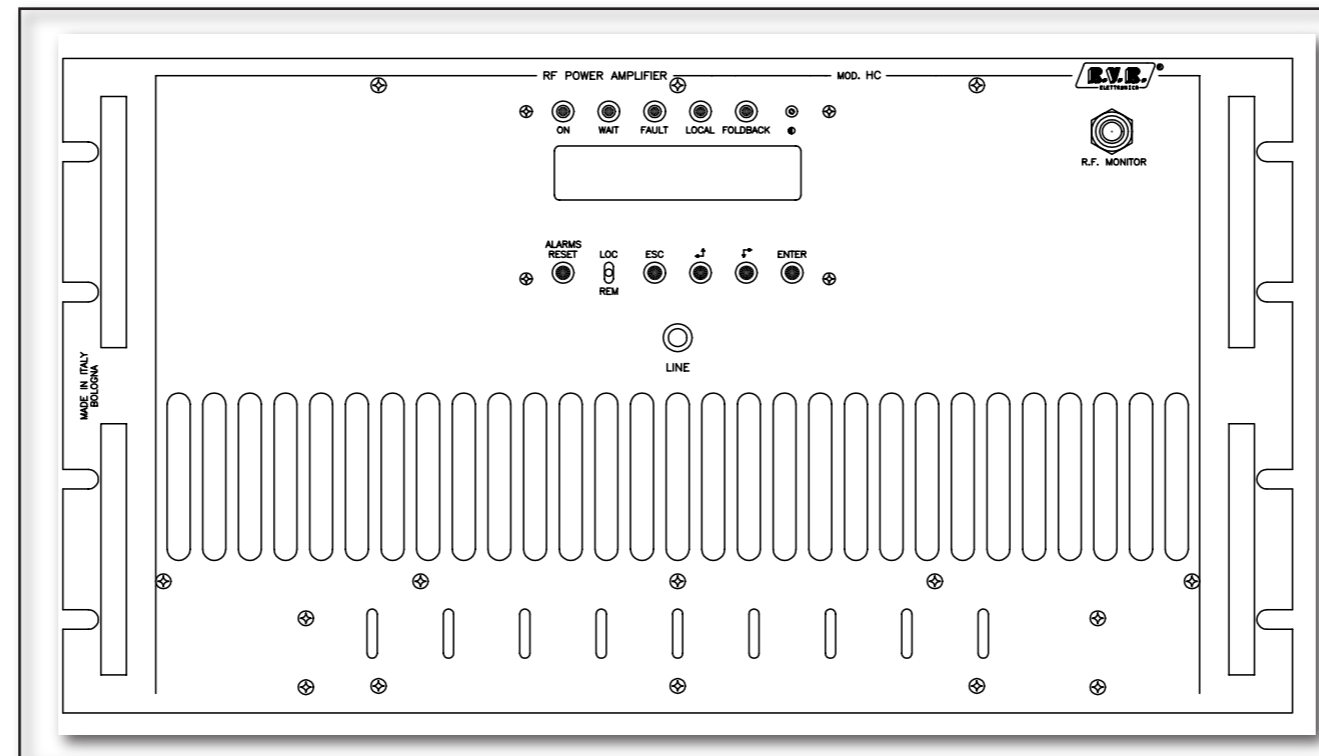 RF POWER AMPLIFIER
MOD. HC
R.V.R.®
ELETTRONICA
ON WAIT FAULT LOCAL FOLDBACK
R.F. MONITOR
ALARMS
RESET
LOC
REM
ESC
ENTER
LINE
MADE IN ITALY
BOLOGNA